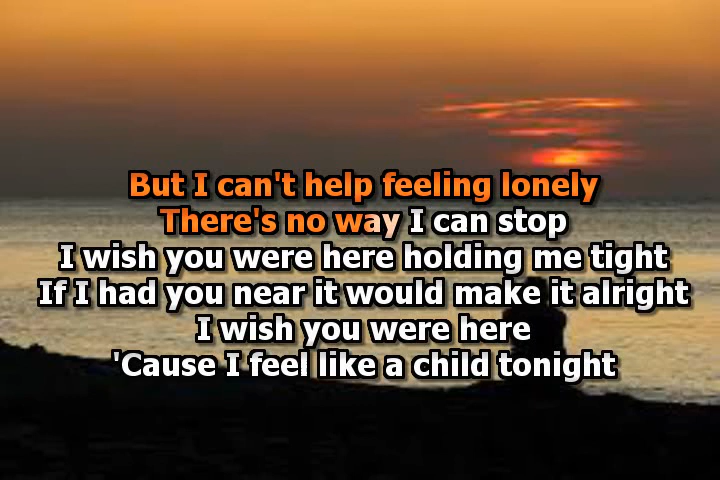 But I can't help feeling lonely
There's no way I can stop
I wish you were here holding me tight
If I had you near it would make it alright
I wish you were here
'Cause I feel like a child tonight